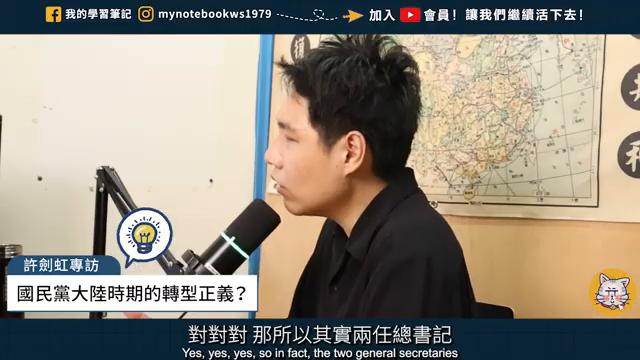 我的學習筆記 mynotebookws1979 加入 會員！讓我們繼續活下去！
許劍虹專訪
國民黨大陸時期的轉型正義？
對對對 那所以其實兩任總書記
Yes, yes, yes, so in fact, the two general secretaries